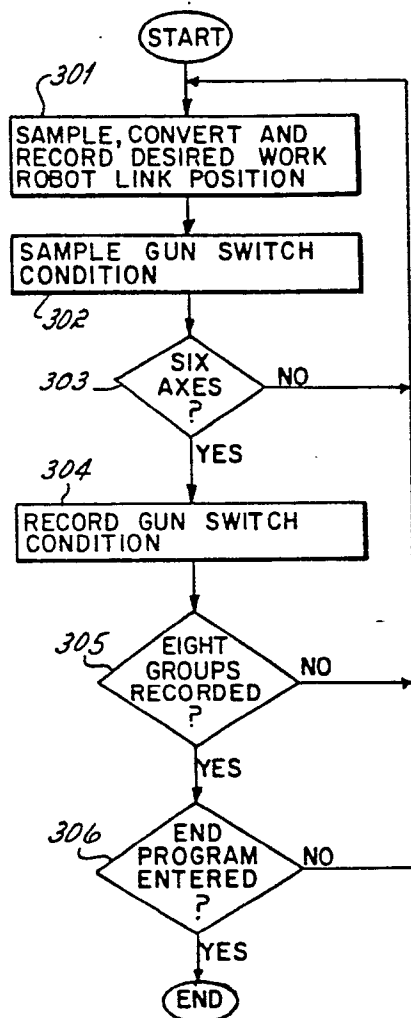 START
301
SAMPLE, CONVERT AND
RECORD DESIRED WORK
ROBOT LINK POSITION
SAMPLE GUN SWITCH
CONDITION
302
303
SIX
AXES
?
NO
YES
304
RECORD GUN SWITCH
CONDITION
305
EIGHT
GROUPS
RECORDED
?
NO
YES
306
END
PROGRAM
ENTERED
?
NO
YES
END